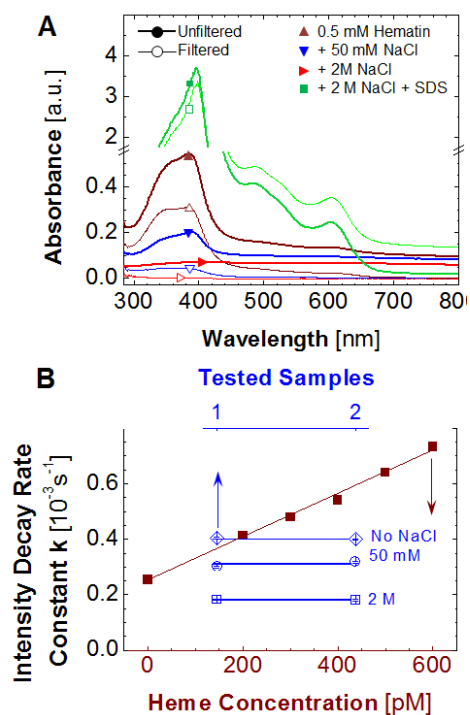 A
Unfiltered
Filtered
0.5 mM Hematin
+ 50 mM NaCl
+ 2M NaCl
+ 2 M NaCl + SDS
Absorbance [a.u.]
5
4
3
2
0.4
0.2
0.0
300 400 500 600 700 800
Wavelength [nm]
B
Tested Samples
1 2
Intensity Decay Rate
Constant k [10⁻³s⁻¹]
0.6
0.4
0.2
0.0
No NaCl
50 mM
2 M
0 200 400 600
Heme Concentration [pM]